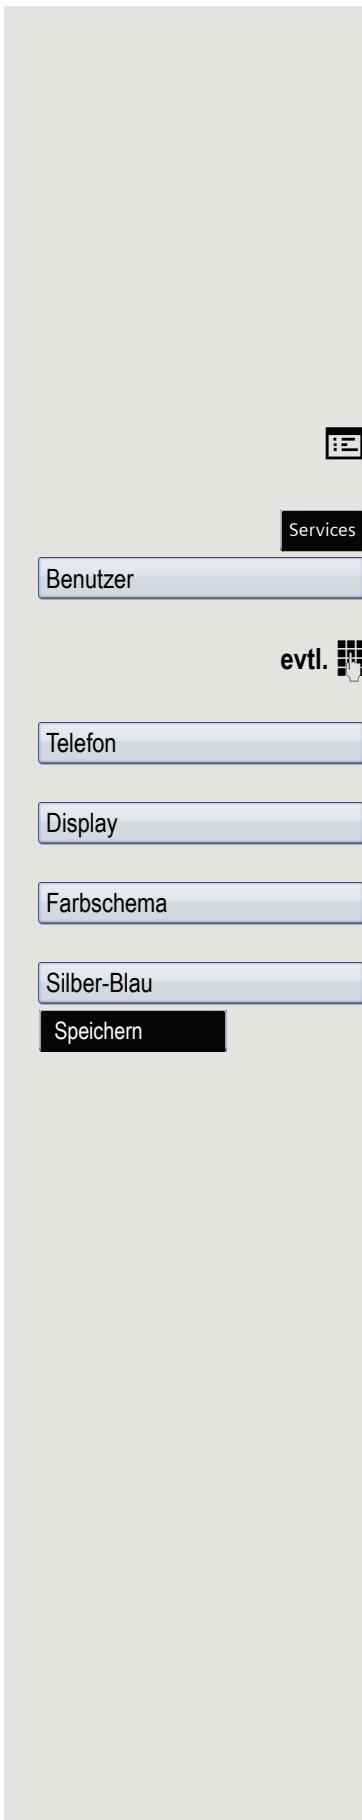 Services
Benutzer
evtl.
Telefon
Display
Farbschema
Silber-Blau
Speichern